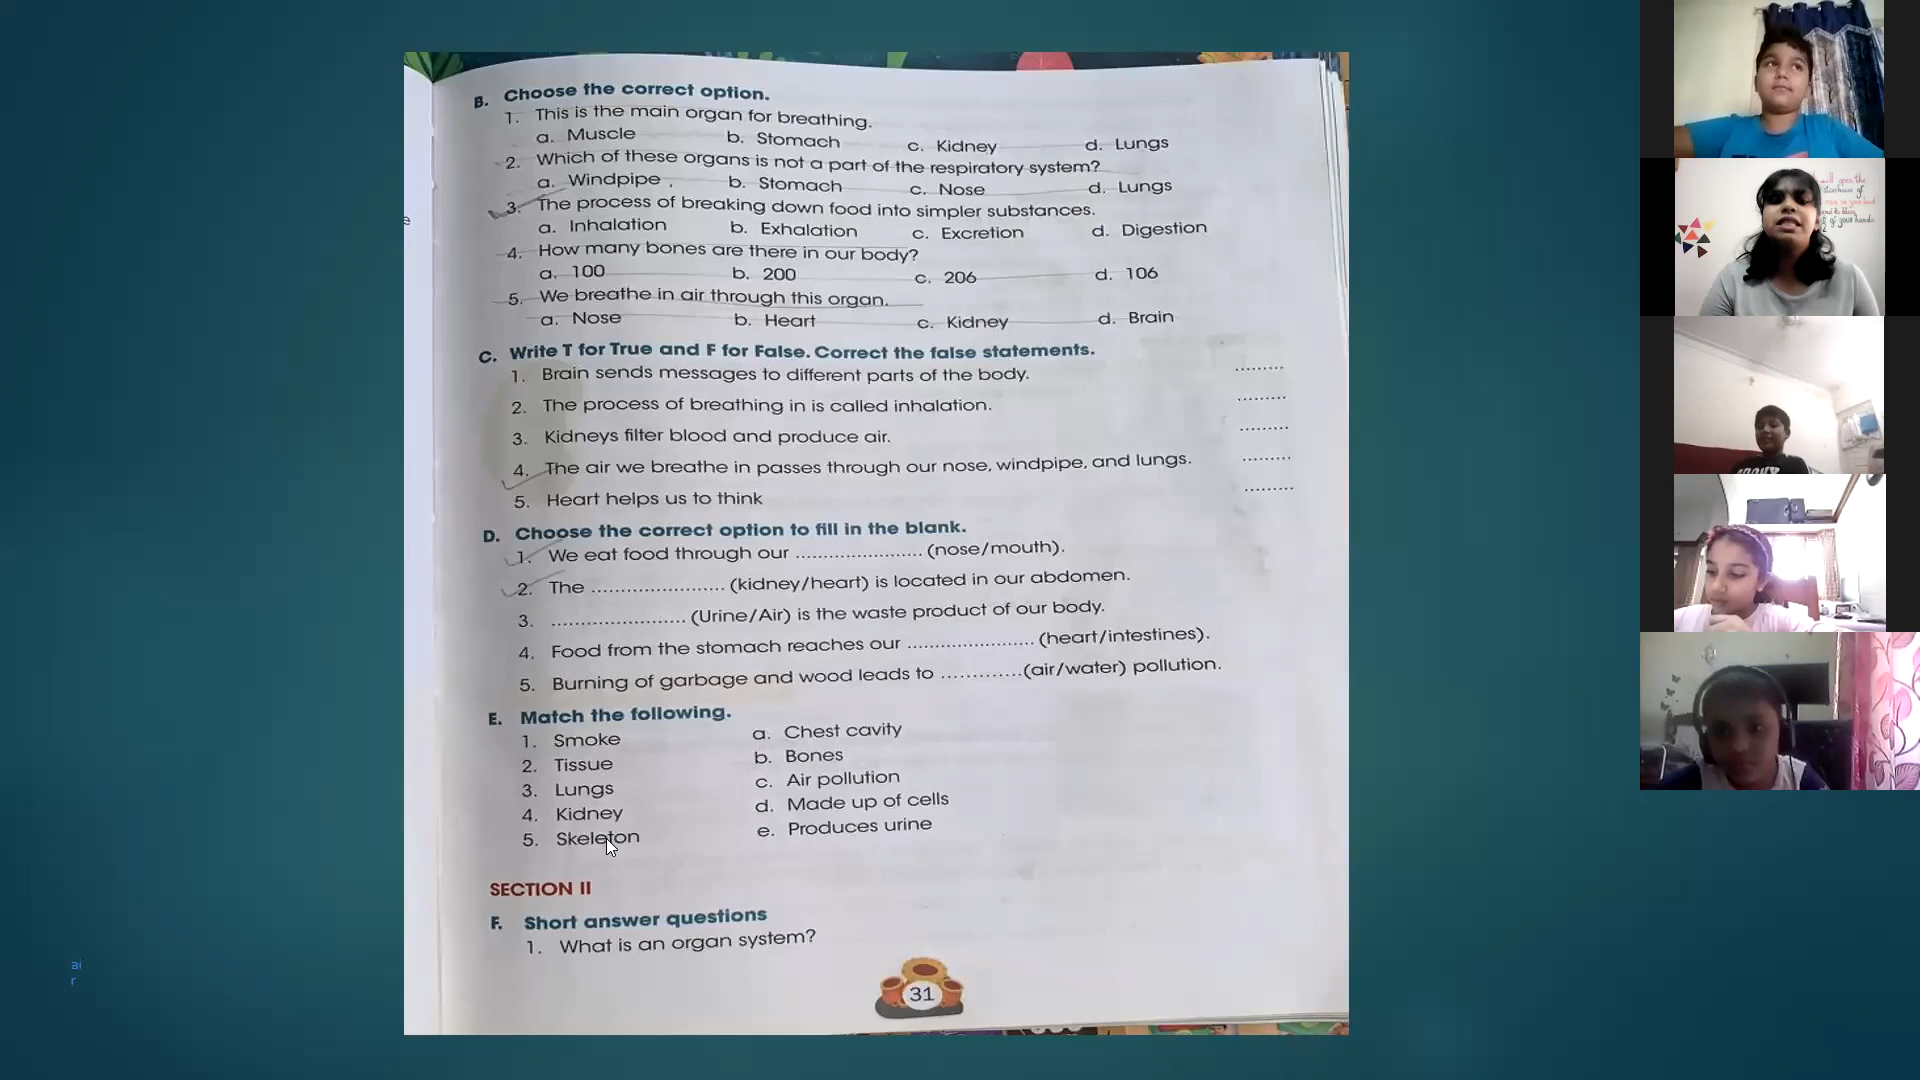 B. Choose the correct option.
1. This is the main organ for breathing.
a. Muscle b. Stomach c. Kidney d. Lungs
2. Which of these organs is not a part of the respiratory system?
a. Windpipe b. Stomach c. Nose d. Lungs
3. The process of breaking down food into simpler substances.
a. Inhalation b. Exhalation c. Excretion d. Digestion
4. How many bones are there in our body?
a. 100 b. 200 c. 206 d. 106
5. We breathe in air through this organ.
a. Nose b. Heart c. Kidney d. Brain
C. Write T for True and F for False. Correct the false statements.
1. Brain sends messages to different parts of the body. .........
2. The process of breathing in is called inhalation. .........
3. Kidneys filter blood and produce air. .........
4. The air we breathe in passes through our nose, windpipe, and lungs. .........
5. Heart helps us to think .........
D. Choose the correct option to fill in the blank.
1. We eat food through our ...................... (nose/mouth).
2. The ....................... (kidney/heart) is located in our abdomen.
3. ....................... (Urine/Air) is the waste product of our body.
4. Food from the stomach reaches our ...................... (heart/intestines).
5. Burning of garbage and wood leads to ..............(air/water) pollution.
E. Match the following.
1. Smoke a. Chest cavity
2. Tissue b. Bones
3. Lungs c. Air pollution
4. Kidney d. Made up of cells
5. Skeleton e. Produces urine
SECTION II
F. Short answer questions
1. What is an organ system?
31
e
ai
r
of your hands